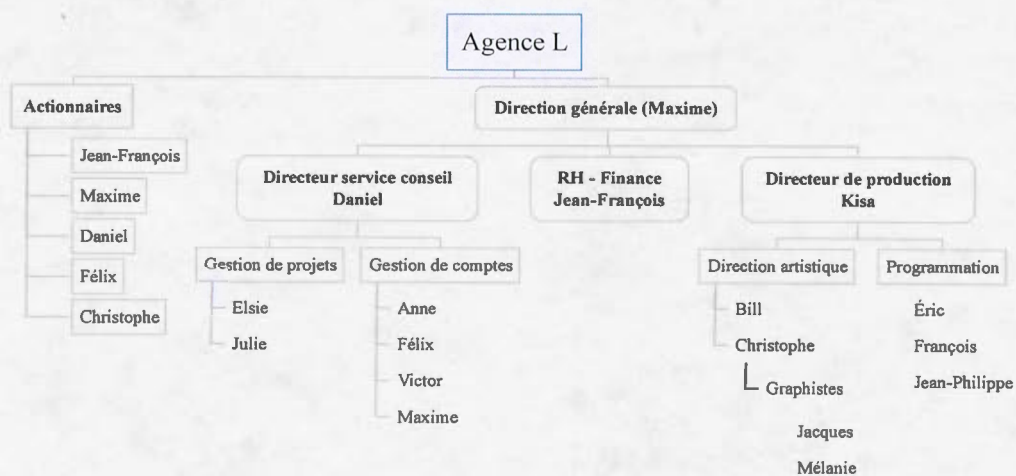 Agence L
Actionnaires
Jean-François
Maxime
Daniel
Félix
Christophe
Direction générale (Maxime)
Directeur service conseil
Daniel
RH - Finance
Jean-François
Directeur de production
Kisa
Gestion de projets
Elsie
Julie
Gestion de comptes
Anne
Félix
Victor
Maxime
Direction artistique
Bill
Christophe
Graphistes
Jacques
Mélanie
Programmation
Éric
François
Jean-Philippe